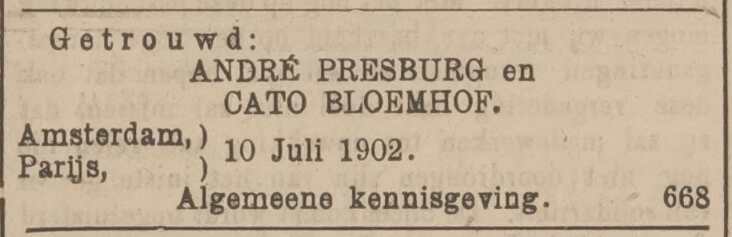 Getrouwd:
ANDRÉ PRESBURG en
CATO BLOEMHOF.
Amsterdam,)
Parijs, ) 10 Juli 1902.
Algemeene kennisgeving. 668